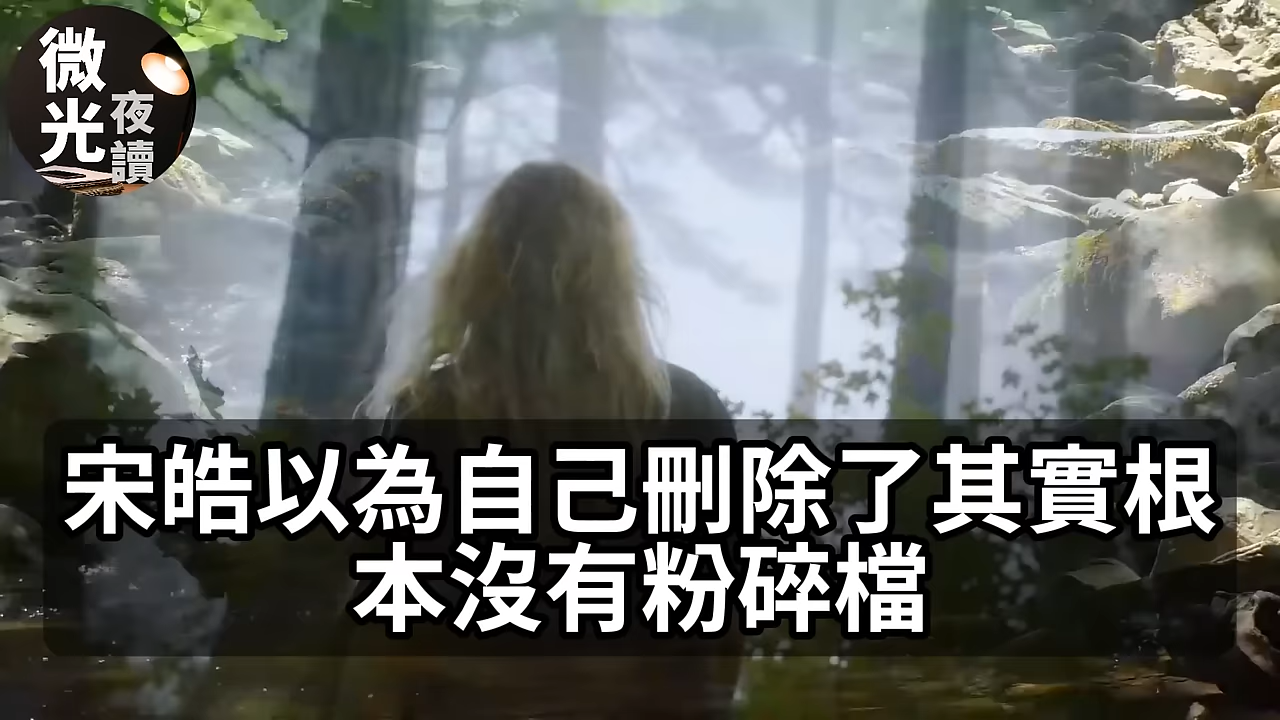 微光
夜讀
宋皓以為自己刪除了其實根
本沒有粉碎檔